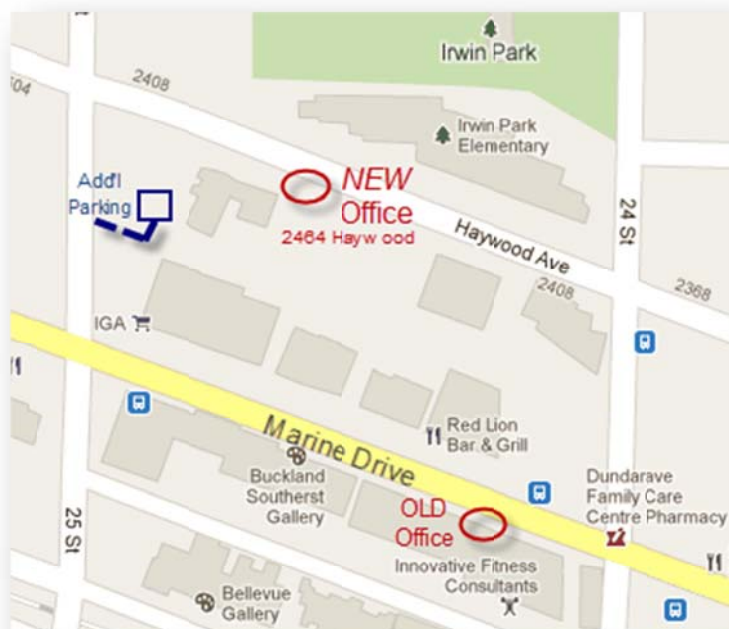 Irwin Park
2408
504
Irwin Park
Elementary
Add'l
Parking
NEW
Office
2464 Haywood
24 St
Haywood Ave
2408
2368
IGA
Marine Drive
Red Lion
Bar & Grill
Buckland
Southerst
Gallery
OLD
Office
Dundarave
Family Care
Centre Pharmacy
25 St
Innovative Fitness
Consultants
Bellevue
Gallery